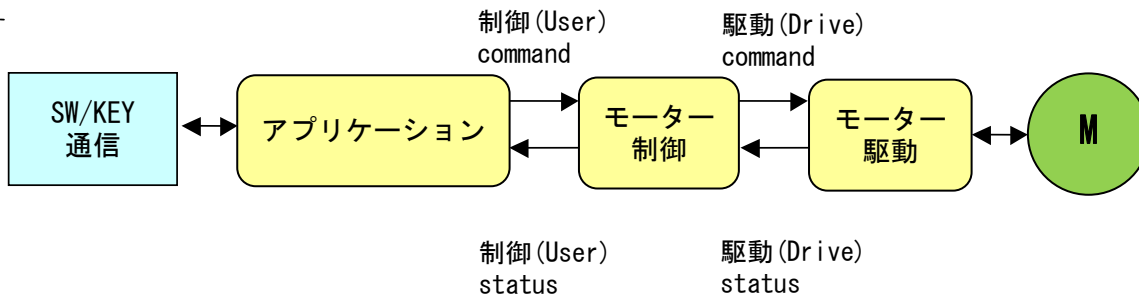 制御(User)
command
駆動(Drive)
command
SW/KEY
通信
アプリケーション
モーター
制御
モーター
駆動
M
制御(User)
status
駆動(Drive)
status